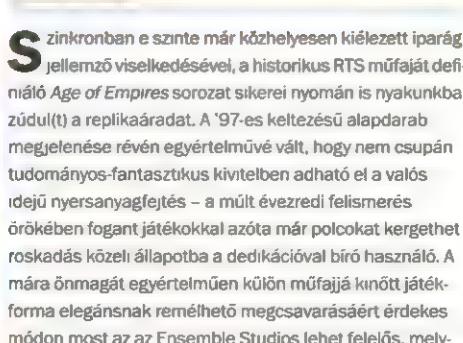 Szinkronban e szinte már közhelyesen kiélezett iparág
jellemző viselkedésével, a historikus RTS műfaját defi-
niáló Age of Empires sorozat sikerei nyomán is nyakunkba
zúdul(t) a replikaáradat. A '97-es keltezésű alapdarab
megjelenése révén egyértelművé vált, hogy nem csupán
tudományos-fantasztikus kivitelben adható el a valós
idejű nyersanyagfejtés – a múlt évezredi felismerés
örökében fogant játékokkal azóta már polcokat kergethet
roskadás közeli állapotba a dedikációval bíró használó. A
mára önmagát egyértelműen külön műfajjá kinőtt játék-
forma elegánsnak remélhető megcsavarásáért érdekes
módon most az az Ensemble Studios lehet felelős, mely-